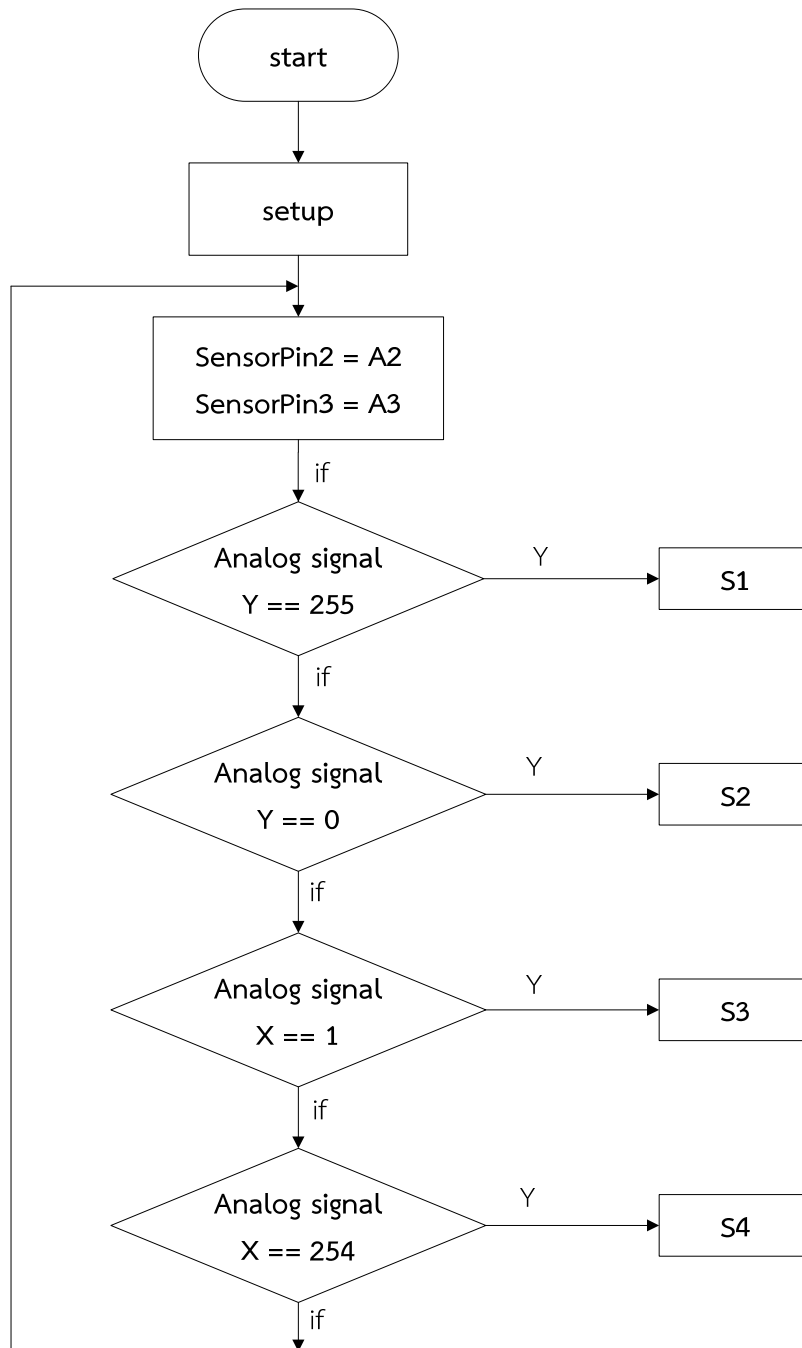 start
setup
SensorPin2 = A2
SensorPin3 = A3
if
Analog signal
Y == 255
Y
S1
if
Analog signal
Y == 0
Y
S2
if
Analog signal
X == 1
Y
S3
if
Analog signal
X == 254
Y
S4
if